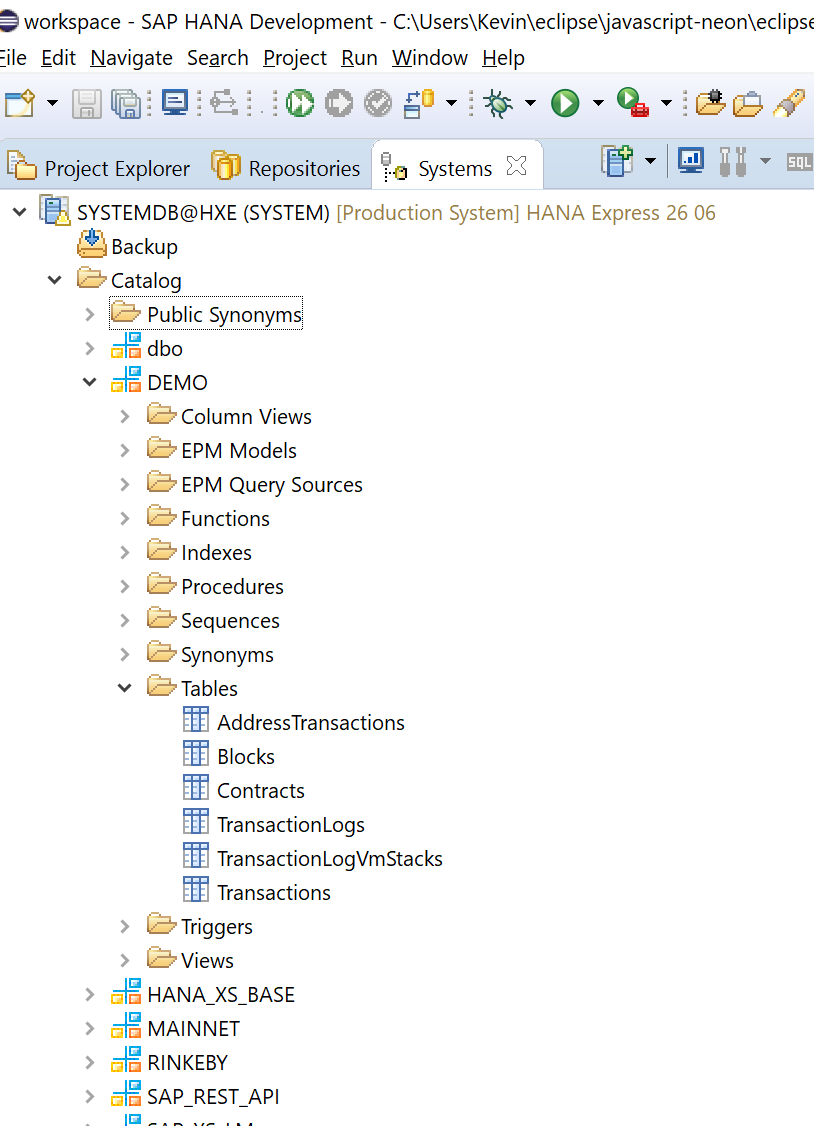 workspace - SAP HANA Development - C:\Users\Kevin\eclipse\javascript-neon\eclipse
File Edit Navigate Search Project Run Window Help
Project Explorer Repositories Systems
SQL
SYSTEMDB@HXE (SYSTEM) [Production System] HANA Express 26 06
Backup
Catalog
Public Synonyms
dbo
DEMO
Column Views
EPM Models
EPM Query Sources
Functions
Indexes
Procedures
Sequences
Synonyms
Tables
AddressTransactions
Blocks
Contracts
TransactionLogs
TransactionLogVmStacks
Transactions
Triggers
Views
HANA_XS_BASE
MAINNET
RINKEBY
SAP_REST_API